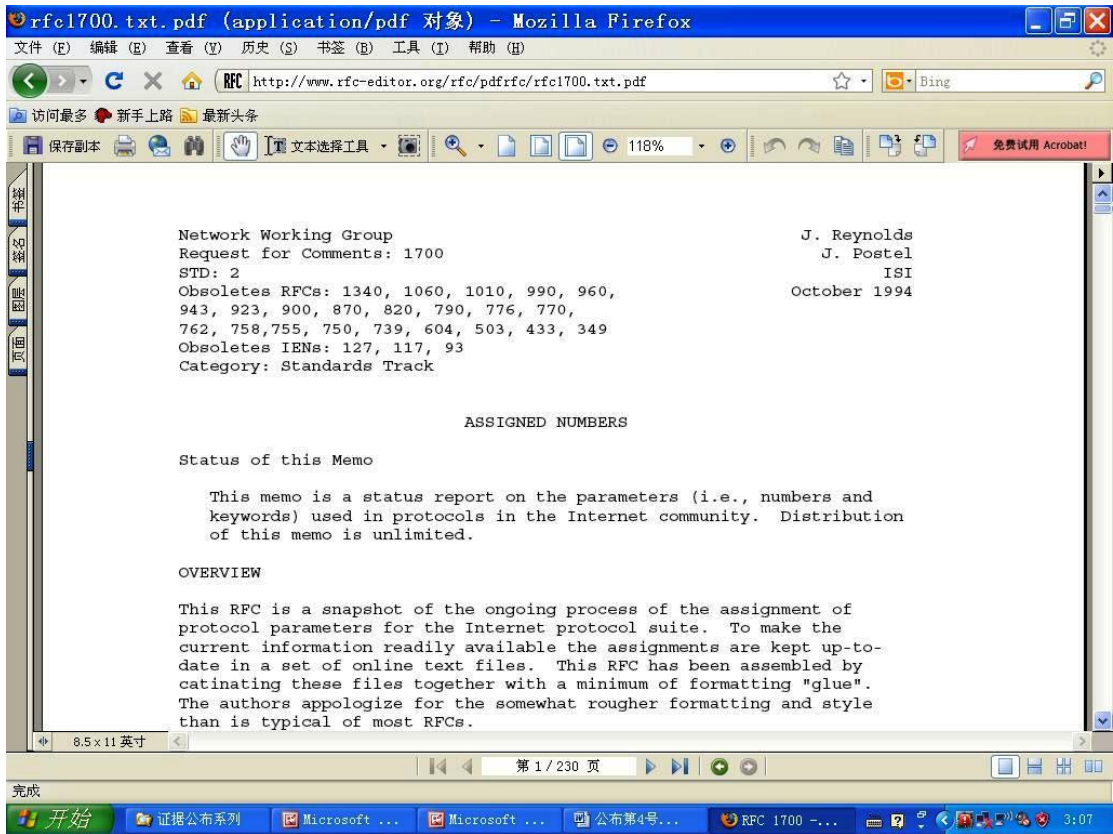 rfc1700.txt.pdf (application/pdf 对象) - Mozilla Firefox
文件 (F) 编辑 (E) 查看 (V) 历史 (S) 书签 (B) 工具 (T) 帮助 (H)
RFC http://www.rfc-editor.org/rfc/pdfrfc/rfc1700.txt.pdf Bing
访问最多 新手上路 最新头条
保存副本 文本选择工具 118% 免费试用 Acrobat!
Network Working Group J. Reynolds
Request for Comments: 1700 J. Postel
STD: 2 ISI
Obsoletes RFCs: 1340, 1060, 1010, 990, 960, October 1994
943, 923, 900, 870, 820, 790, 776, 770,
762, 758,755, 750, 739, 604, 503, 433, 349
Obsoletes IENs: 127, 117, 93
Category: Standards Track
ASSIGNED NUMBERS
Status of this Memo
This memo is a status report on the parameters (i.e., numbers and
keywords) used in protocols in the Internet community. Distribution
of this memo is unlimited.
OVERVIEW
This RFC is a snapshot of the ongoing process of the assignment of
protocol parameters for the Internet protocol suite. To make the
current information readily available the assignments are kept up-to-
date in a set of online text files. This RFC has been assembled by
catinating these files together with a minimum of formatting "glue".
The authors appologize for the somewhat rougher formatting and style
than is typical of most RFCs.
8.5 x 11 英寸
第 1 / 230 页
完成
开始 证据公布系列 Microsoft ... Microsoft ... 公布第4号... RFC 1700 -... 3:07